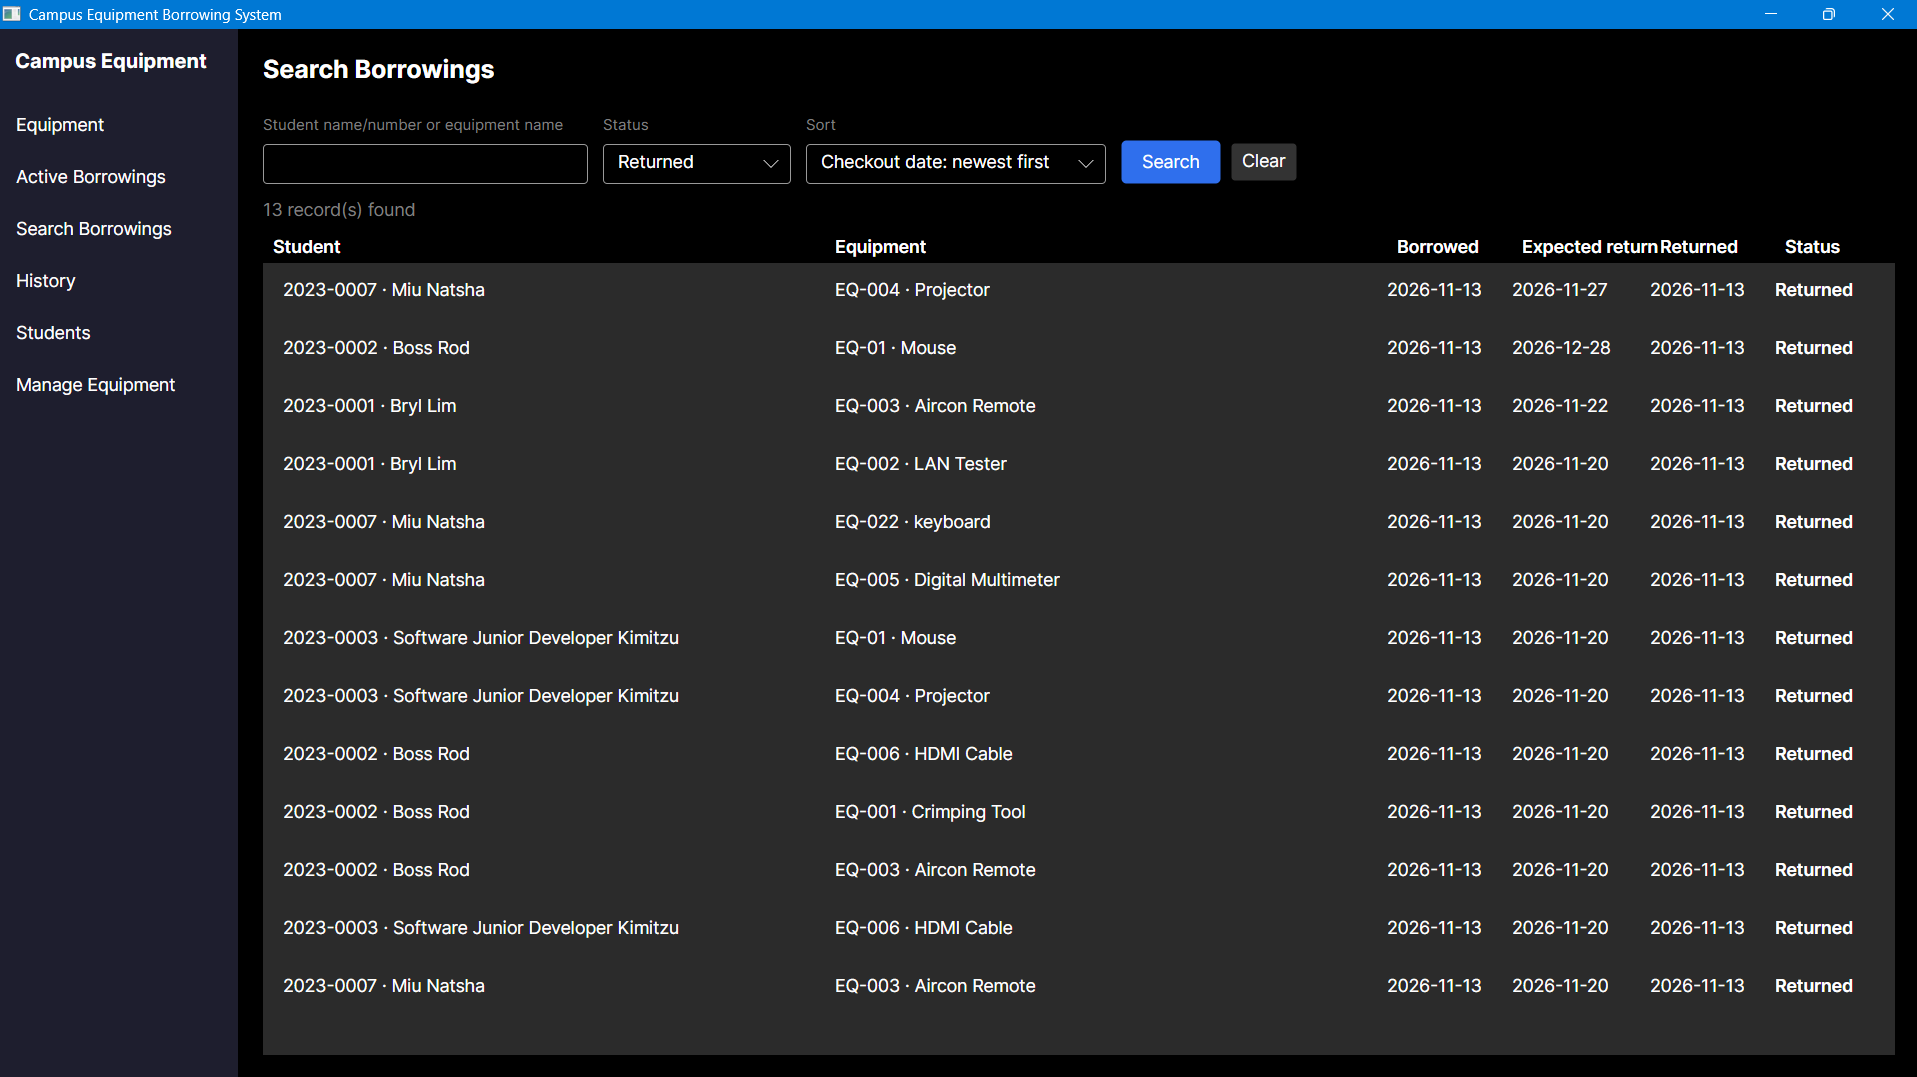 Campus Equipment Borrowing System
Campus Equipment
Equipment
Active Borrowings
Search Borrowings
History
Students
Manage Equipment
Search Borrowings
Student name/number or equipment name Status Sort
Returned Checkout date: newest first Search Clear
13 record(s) found
Student Equipment Borrowed Expected return Returned Status
2023-0007 · Miu Natsha EQ-004 · Projector 2026-11-13 2026-11-27 2026-11-13 Returned
2023-0002 · Boss Rod EQ-01 · Mouse 2026-11-13 2026-12-28 2026-11-13 Returned
2023-0001 · Bryl Lim EQ-003 · Aircon Remote 2026-11-13 2026-11-22 2026-11-13 Returned
2023-0001 · Bryl Lim EQ-002 · LAN Tester 2026-11-13 2026-11-20 2026-11-13 Returned
2023-0007 · Miu Natsha EQ-022 · keyboard 2026-11-13 2026-11-20 2026-11-13 Returned
2023-0007 · Miu Natsha EQ-005 · Digital Multimeter 2026-11-13 2026-11-20 2026-11-13 Returned
2023-0003 · Software Junior Developer Kimitzu EQ-01 · Mouse 2026-11-13 2026-11-20 2026-11-13 Returned
2023-0003 · Software Junior Developer Kimitzu EQ-004 · Projector 2026-11-13 2026-11-20 2026-11-13 Returned
2023-0002 · Boss Rod EQ-006 · HDMI Cable 2026-11-13 2026-11-20 2026-11-13 Returned
2023-0002 · Boss Rod EQ-001 · Crimping Tool 2026-11-13 2026-11-20 2026-11-13 Returned
2023-0002 · Boss Rod EQ-003 · Aircon Remote 2026-11-13 2026-11-20 2026-11-13 Returned
2023-0003 · Software Junior Developer Kimitzu EQ-006 · HDMI Cable 2026-11-13 2026-11-20 2026-11-13 Returned
2023-0007 · Miu Natsha EQ-003 · Aircon Remote 2026-11-13 2026-11-20 2026-11-13 Returned